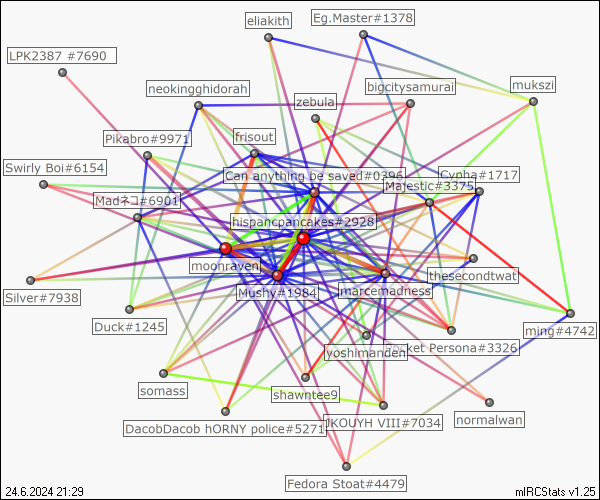 eliakith
Eg.Master#1378
LPK2387 #7690
neokingghidorah
bigcitysamurai
mukszi
zebula
Pikabro#9971
frisout
Swirly Boi#6154
Can anything be saved#0396
Cypha#1717
Majestic#3375
Madネコ#6901
hispancpancakes#2928
moonraven
thesecondtwat
Mushy#1984
marcemadness
Silver#7938
Duck#1245
ming#4742
yoshimanden
cket Persona#3326
somass
shawntee9
normalwan
DacobDacob hORNY police#5271
JKOUYH VIII#7034
Fedora Stoat#4479
24.6.2024 21:29
mIRCStats v1.25